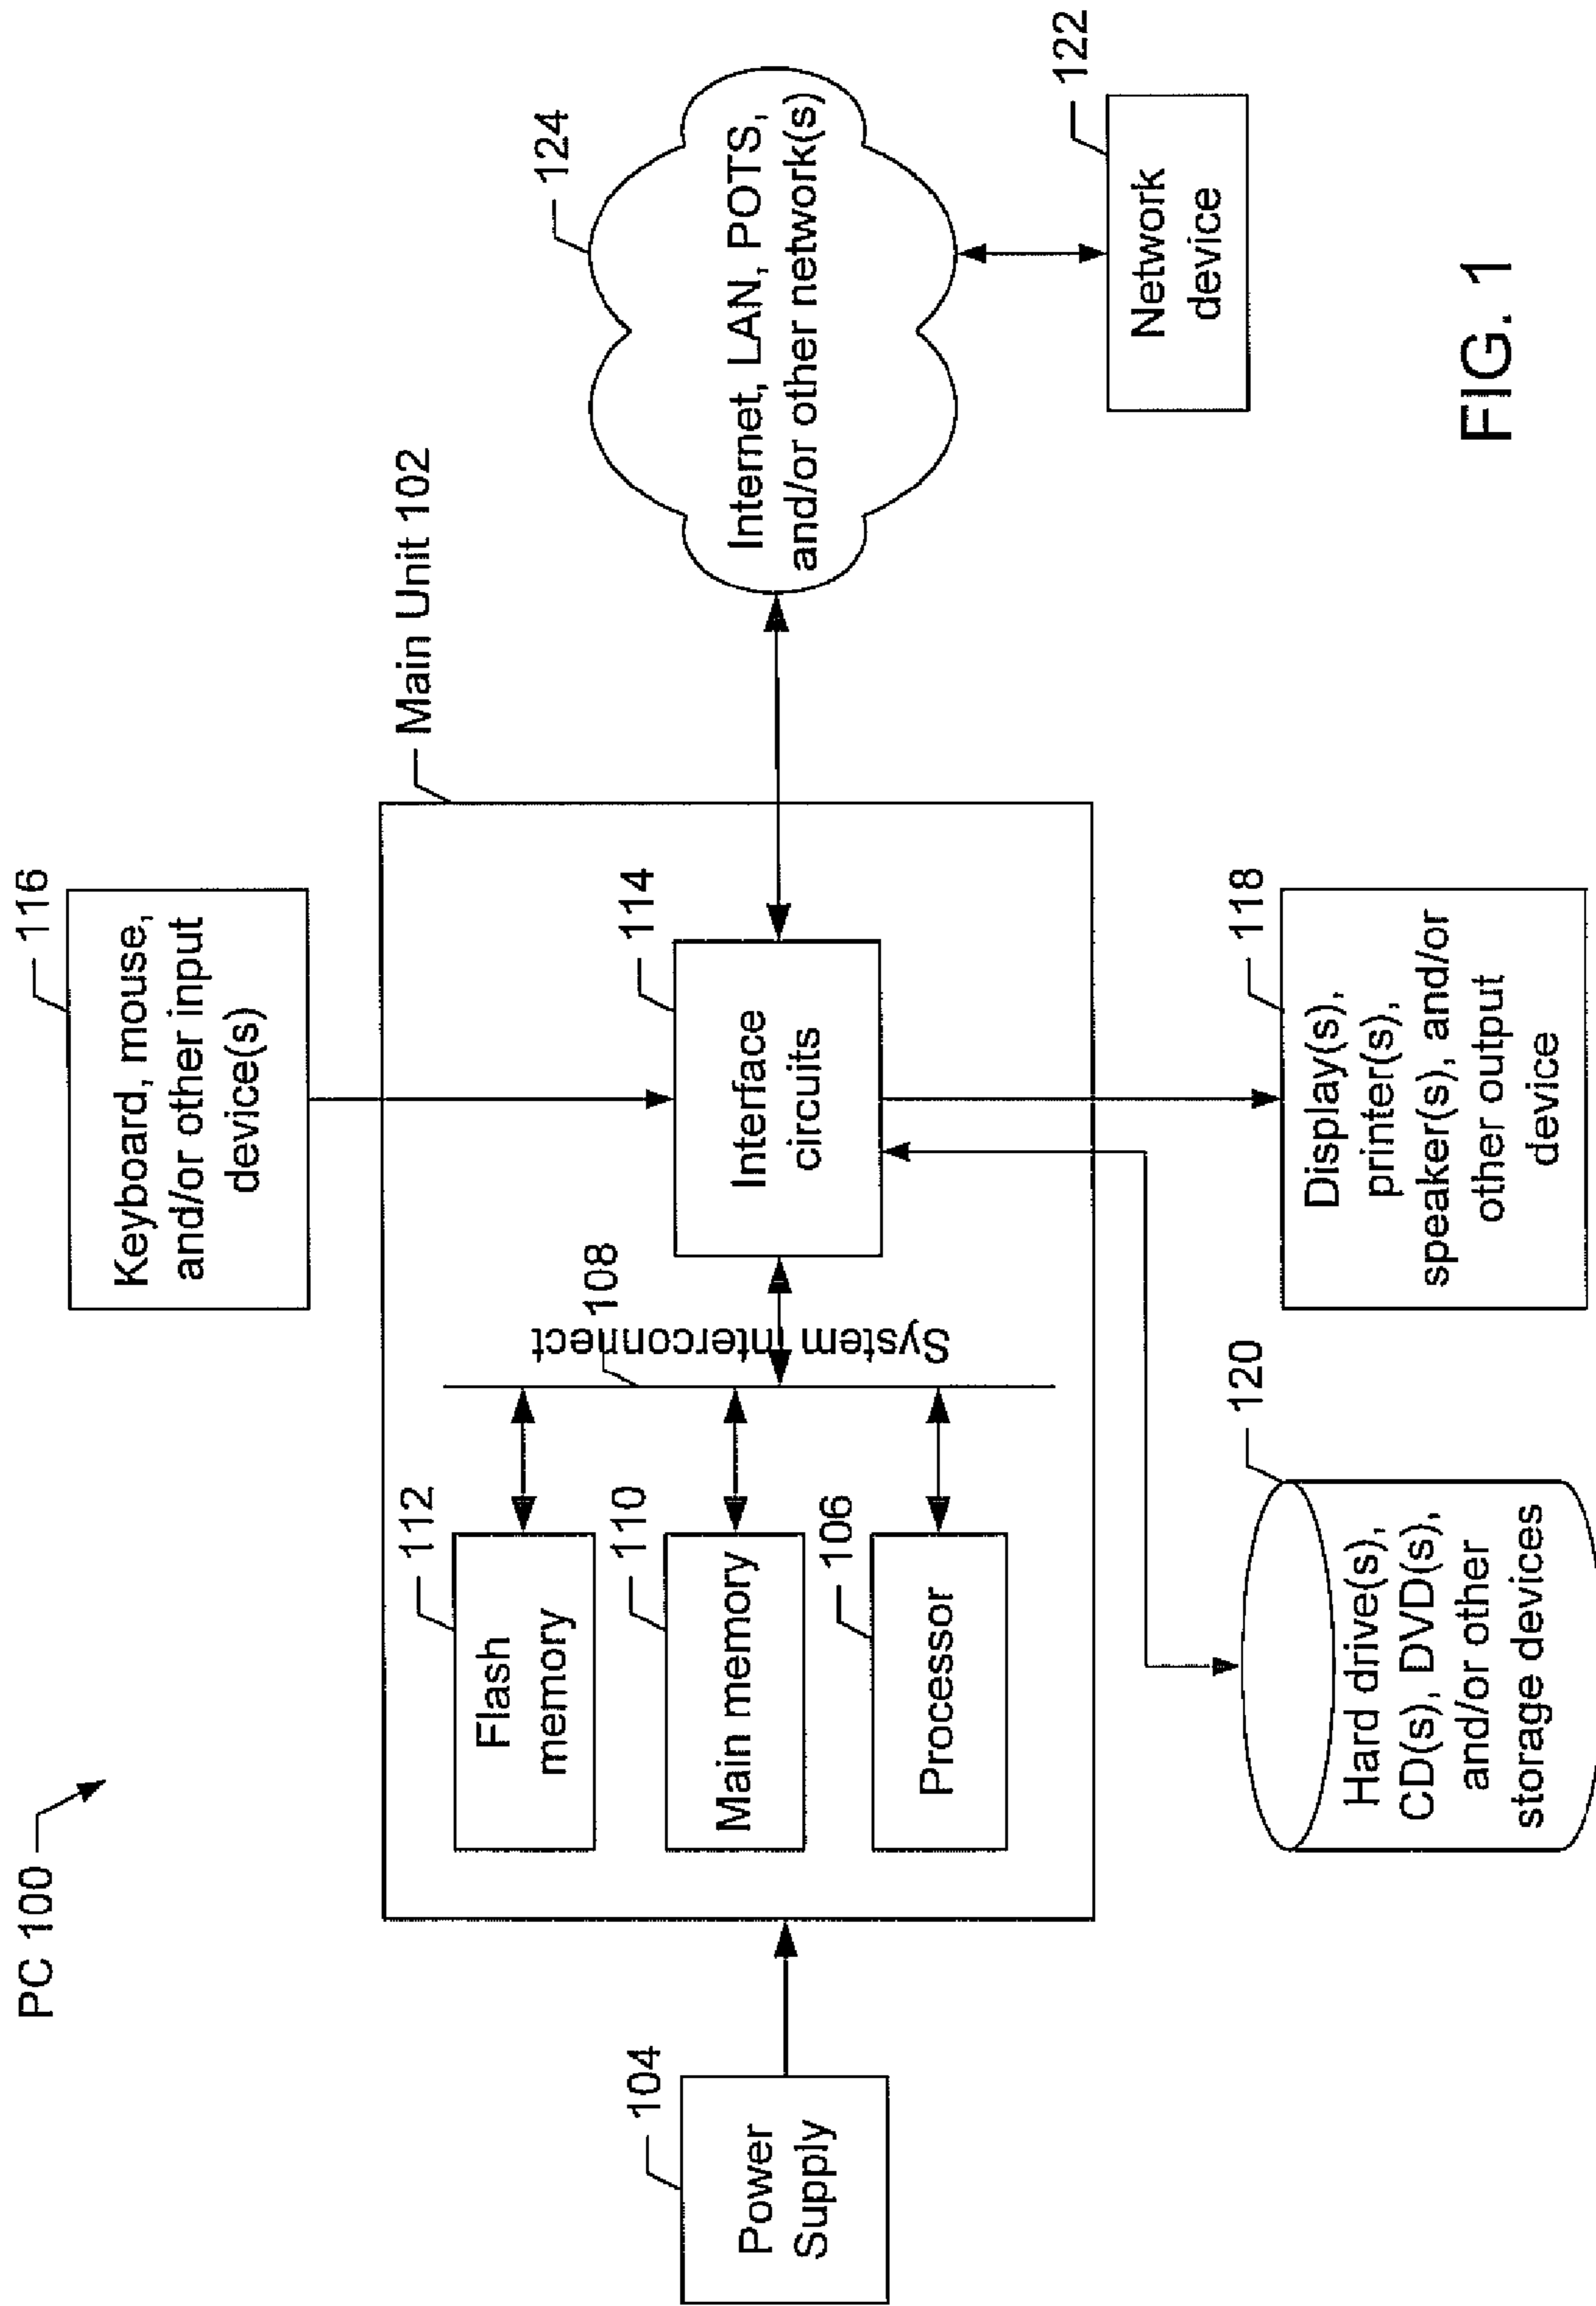 PC 100
116
Keyboard, mouse,
and/or other input
device(s)
Main Unit 102
124
Internet, LAN, POTS,
and/or other network(s)
112
Flash
memory
110
Main memory
106
Processor
108
System Interconnect
114
Interface
circuits
104
Power
Supply
120
Hard drive(s),
CD(s), DVD(s),
and/or other
storage devices
118
Display(s),
printer(s),
speaker(s), and/or
other output
device
122
Network
device
FIG. 1